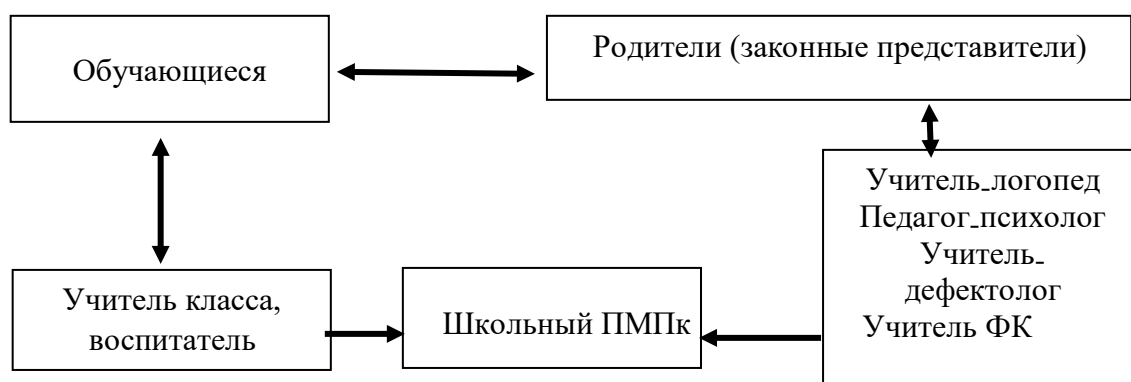 Обучающиеся
Родители (законные представители)
Учитель-логопед
Педагог-психолог
Учитель-
дефектолог
Учитель ФК
Учитель класса,
воспитатель
Школьный ПМПк